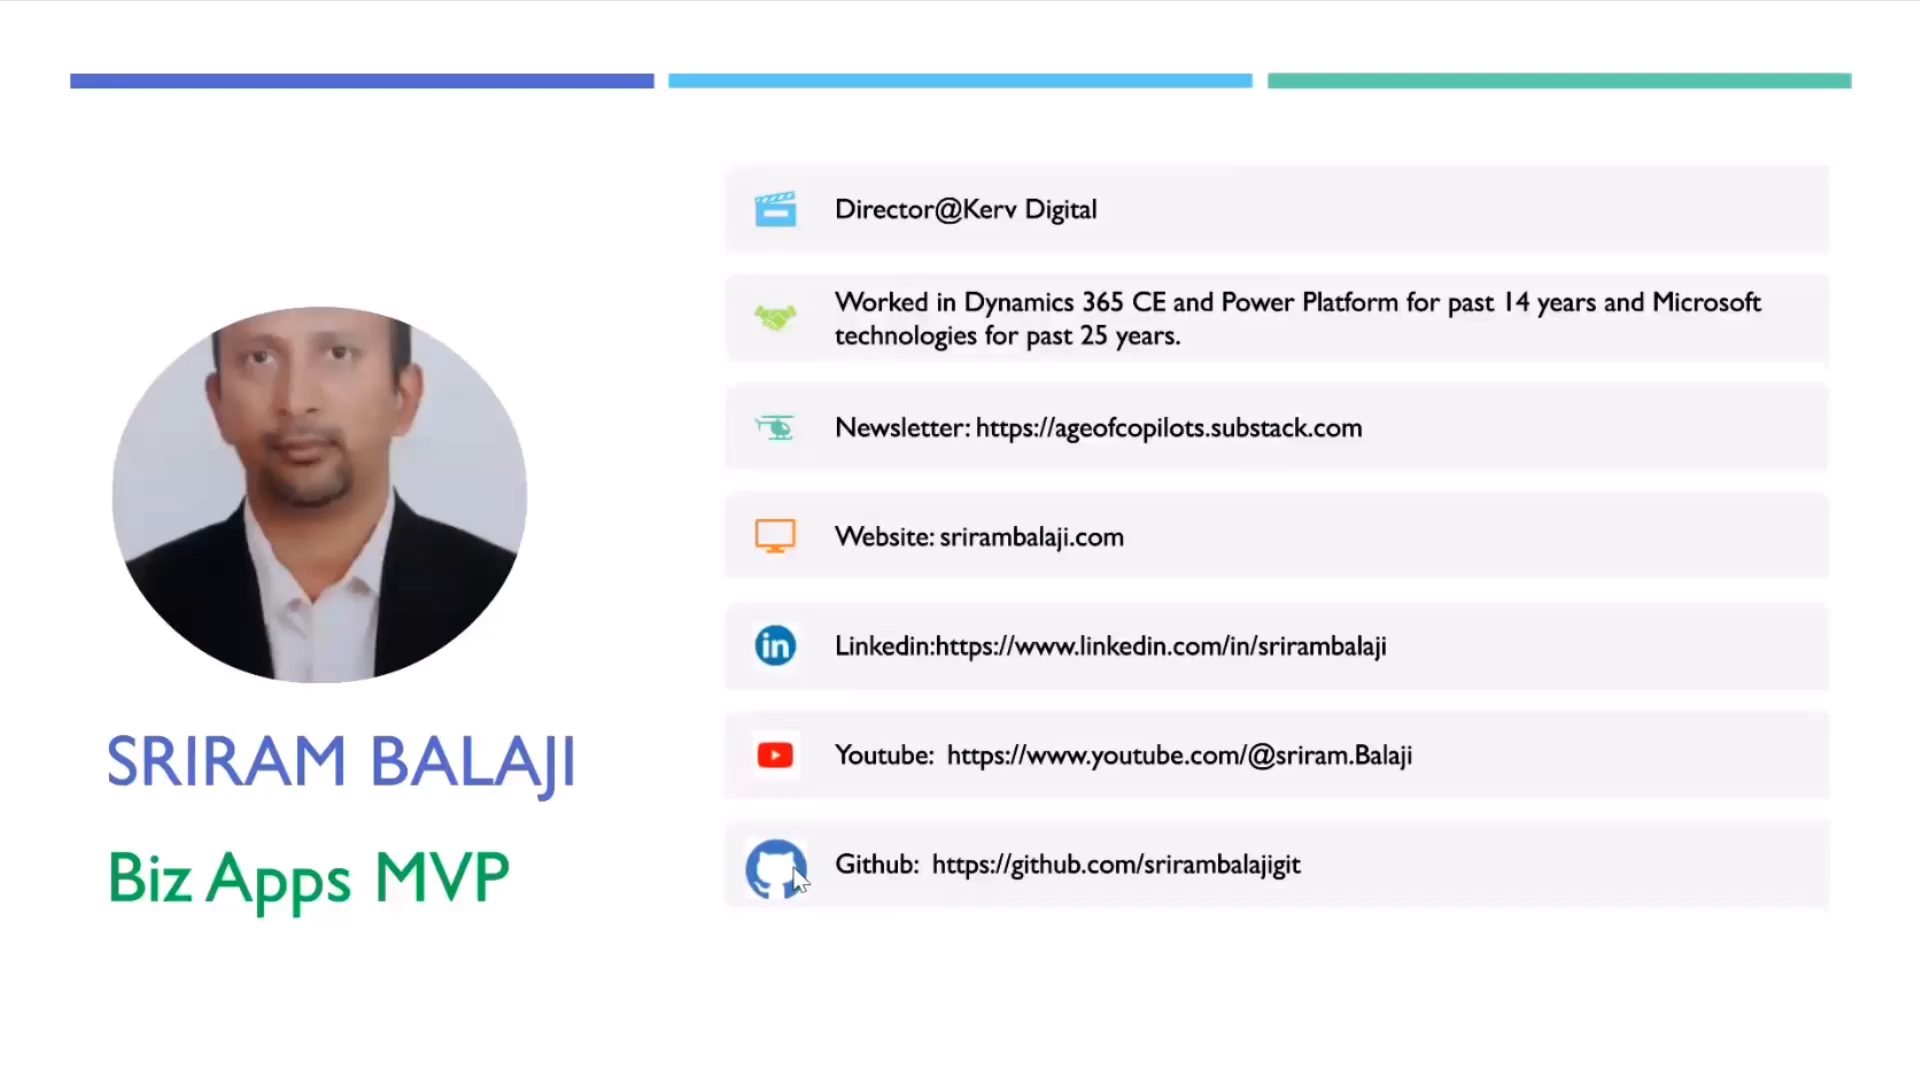 Director@Kerv Digital
Worked in Dynamics 365 CE and Power Platform for past 14 years and Microsoft
technologies for past 25 years.
Newsletter: https://ageofcopilots.substack.com
Website: srirambalaji.com
in
Linkedin:https://www.linkedin.com/in/srirambalaji
Youtube:  https://www.youtube.com/@sriram.Balaji
Github:  https://github.com/srirambalajigit
SRIRAM BALAJI
Biz Apps MVP